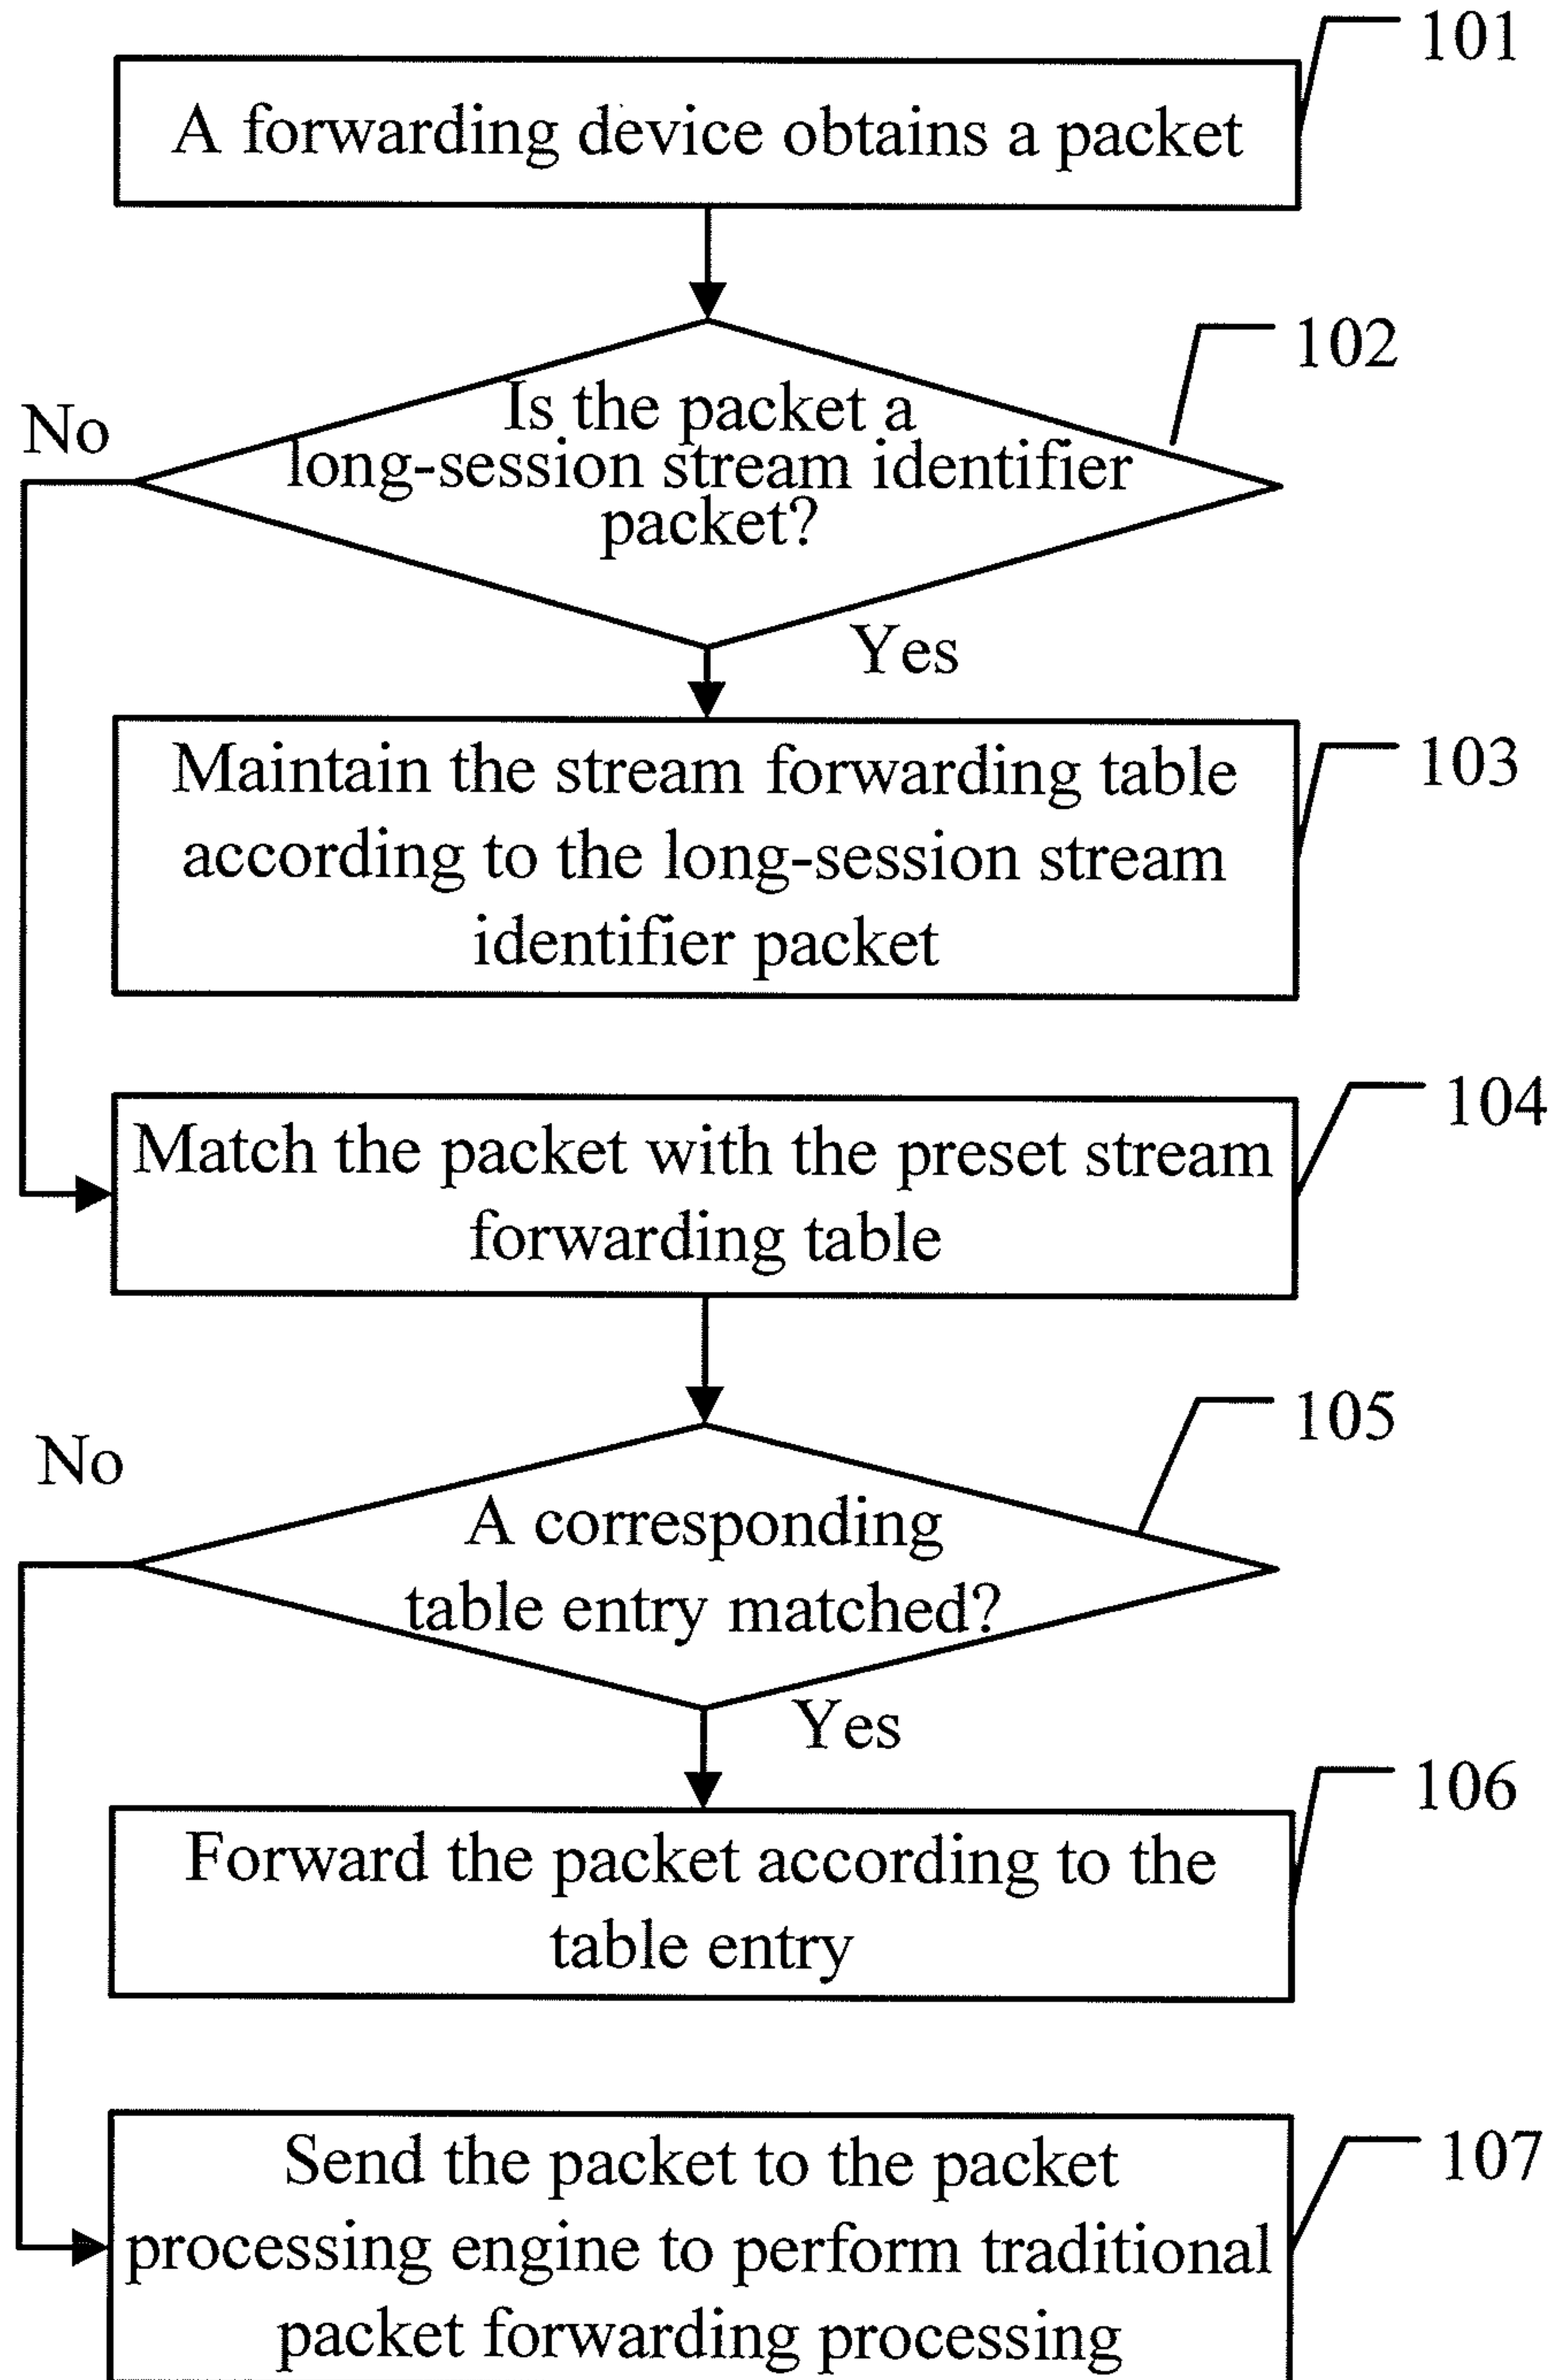 101
A forwarding device obtains a packet
102
No
Is the packet a
long-session stream identifier
packet?
Yes
103
Maintain the stream forwarding table
according to the long-session stream
identifier packet
104
Match the packet with the preset stream
forwarding table
105
No
A corresponding
table entry matched?
Yes
106
Forward the packet according to the
table entry
107
Send the packet to the packet
processing engine to perform traditional
packet forwarding processing